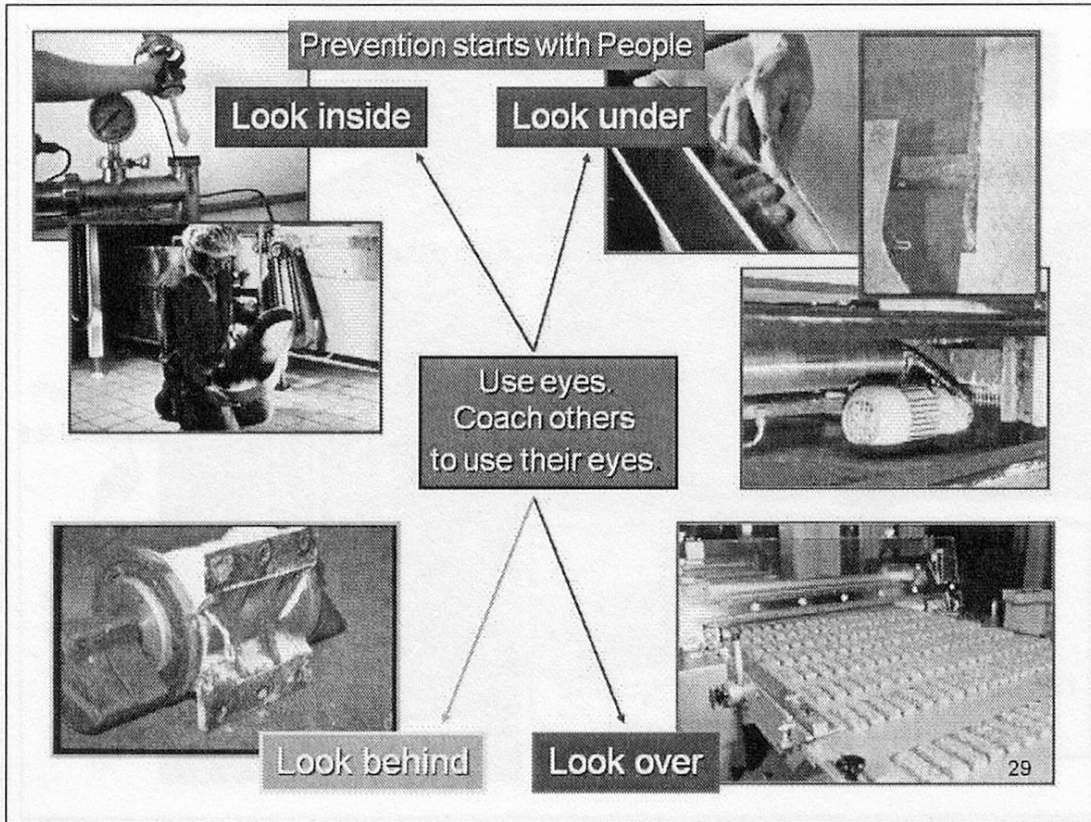 Prevention starts with People
Look inside
Look under
Use eyes.
Coach others
to use their eyes.
Look behind
Look over
29